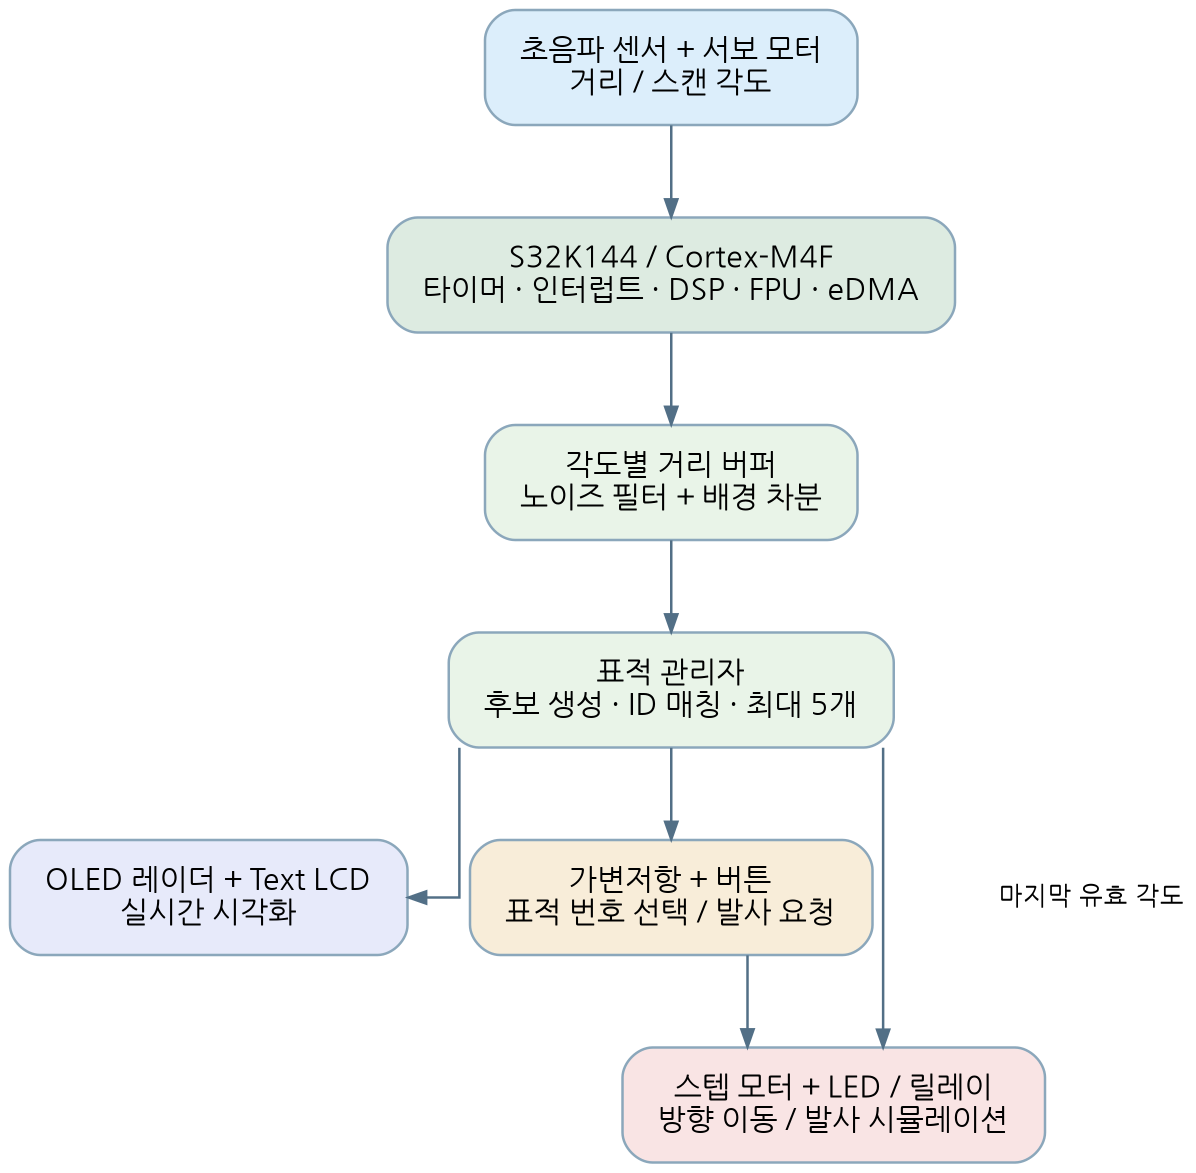 초음파 센서 + 서보 모터
거리 / 스캔 각도
S32K144 / Cortex-M4F
타이머 · 인터럽트 · DSP · FPU · eDMA
각도별 거리 버퍼
노이즈 필터 + 배경 차분
표적 관리자
후보 생성 · ID 매칭 · 최대 5개
OLED 레이더 + Text LCD
실시간 시각화
가변저항 + 버튼
표적 번호 선택 / 발사 요청
마지막 유효 각도
스텝 모터 + LED / 릴레이
방향 이동 / 발사 시뮬레이션